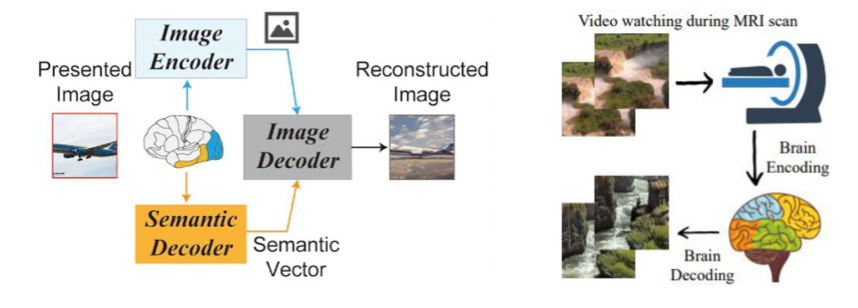 Image
Encoder
Presented
Image
Reconstructed
Image
Image
Decoder
Semantic
Decoder
Semantic
Vector
Video watching during MRI scan
Brain
Encoding
Brain
Decoding